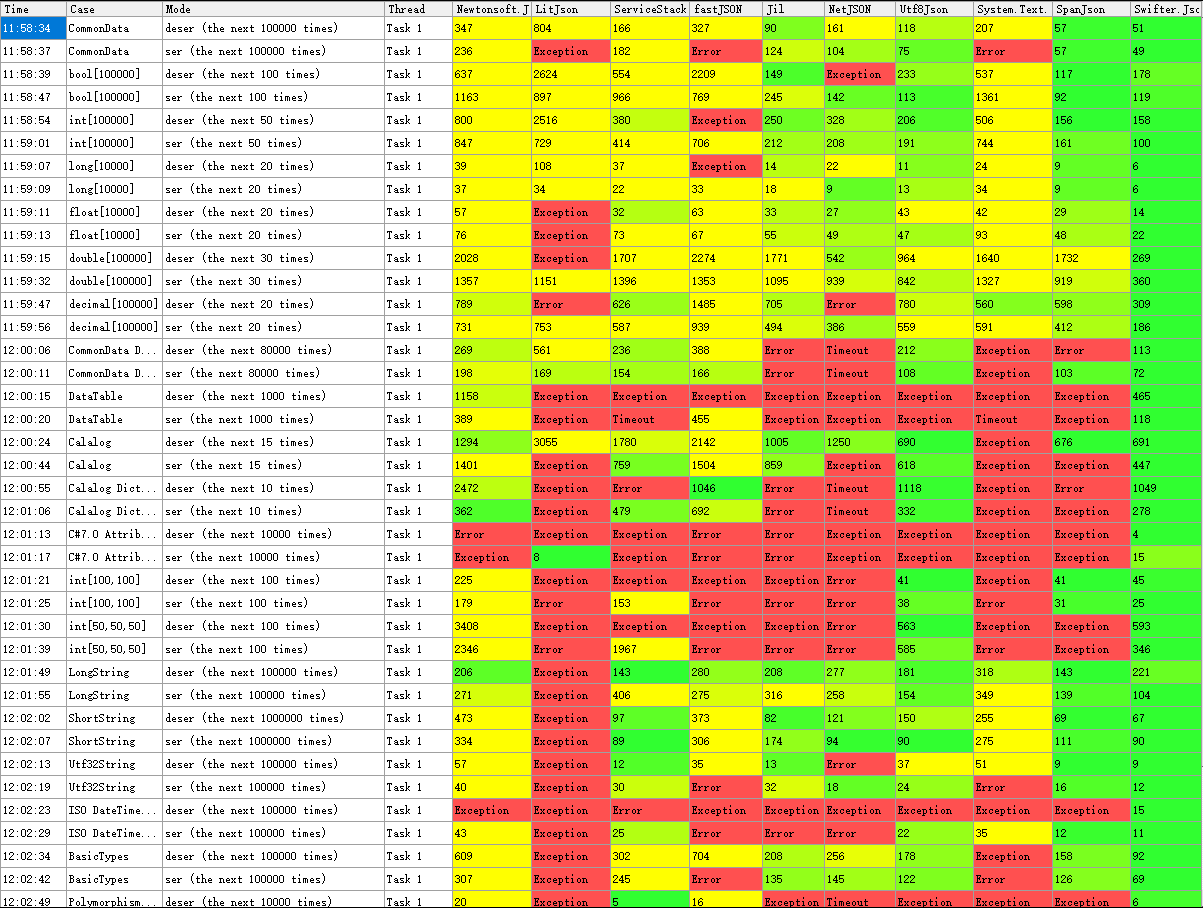 Time Case Mode Thread Newtonsoft.J LitJson ServiceStack fastJSON Jil NetJSON Utf8Json System.Text. SpanJson Swifter.Jso
11:58:34 CommonData deser (the next 100000 times) Task 1 347 804 166 327 90 161 118 207 57 51
11:58:37 CommonData ser (the next 100000 times) Task 1 236 Exception 182 Error 124 104 75 Error 57 49
11:58:39 bool[100000] deser (the next 100 times) Task 1 637 2624 554 2209 149 Exception 233 537 117 178
11:58:47 bool[100000] ser (the next 100 times) Task 1 1163 897 966 769 245 142 113 1361 92 119
11:58:54 int[100000] deser (the next 50 times) Task 1 800 2516 380 Exception 250 328 206 506 156 158
11:59:01 int[100000] ser (the next 50 times) Task 1 847 729 414 706 212 208 191 744 161 100
11:59:07 long[10000] deser (the next 20 times) Task 1 39 108 37 Exception 14 22 11 24 9 6
11:59:09 long[10000] ser (the next 20 times) Task 1 37 34 22 33 18 9 13 34 9 6
11:59:11 float[10000] deser (the next 20 times) Task 1 57 Exception 32 63 33 27 43 42 29 14
11:59:13 float[10000] ser (the next 20 times) Task 1 76 Exception 73 67 55 49 47 93 48 22
11:59:15 double[100000] deser (the next 30 times) Task 1 2028 Exception 1707 2274 1771 542 964 1640 1732 269
11:59:32 double[100000] ser (the next 30 times) Task 1 1357 1151 1396 1353 1095 939 842 1327 919 360
11:59:47 decimal[100000] deser (the next 20 times) Task 1 789 Error 626 1485 705 Error 780 560 598 309
11:59:56 decimal[100000] ser (the next 20 times) Task 1 731 753 587 939 494 386 559 591 412 186
12:00:06 CommonData D... deser (the next 80000 times) Task 1 269 561 236 388 Error Timeout 212 Exception Error 113
12:00:11 CommonData D... ser (the next 80000 times) Task 1 198 169 154 166 Error Timeout 108 Exception 103 72
12:00:15 DataTable deser (the next 1000 times) Task 1 1158 Exception Exception Exception Exception Exception Exception Exception Exception 465
12:00:20 DataTable ser (the next 1000 times) Task 1 389 Exception Timeout 455 Exception Exception Exception Timeout Exception 118
12:00:24 Calalog deser (the next 15 times) Task 1 1294 3055 1780 2142 1005 1250 690 Exception 676 691
12:00:44 Calalog ser (the next 15 times) Task 1 1401 Exception 759 1504 859 Exception 618 Exception Exception 447
12:00:55 Calalog Dict... deser (the next 10 times) Task 1 2472 Exception Error 1046 Error Timeout 1118 Exception Error 1049
12:01:06 Calalog Dict... ser (the next 10 times) Task 1 362 Exception 479 692 Error Timeout 332 Exception Exception 278
12:01:13 C#7.0 Attrib... deser (the next 10000 times) Task 1 Error Exception Exception Error Error Error Exception Exception Error 4
12:01:17 C#7.0 Attrib... ser (the next 10000 times) Task 1 Exception 8 Exception Error Exception Exception Exception Exception Exception 15
12:01:21 int[100,100] deser (the next 100 times) Task 1 225 Exception Exception Exception Exception Error 41 Exception 41 45
12:01:25 int[100,100] ser (the next 100 times) Task 1 179 Error 153 Error Error Error 38 Error 31 25
12:01:30 int[50,50,50] deser (the next 100 times) Task 1 3408 Exception Exception Exception Exception Error 563 Exception Exception 593
12:01:39 int[50,50,50] ser (the next 100 times) Task 1 2346 Error 1967 Error Error Error 585 Error Exception 346
12:01:49 LongString deser (the next 100000 times) Task 1 206 Exception 143 280 208 277 181 318 143 221
12:01:55 LongString ser (the next 100000 times) Task 1 271 Exception 406 275 316 258 154 349 139 104
12:02:02 ShortString deser (the next 1000000 times) Task 1 473 Exception 97 373 82 121 150 255 69 67
12:02:07 ShortString ser (the next 1000000 times) Task 1 334 Exception 89 306 174 94 90 275 111 90
12:02:13 Utf32String deser (the next 100000 times) Task 1 57 Exception 12 35 13 Error 37 51 9 9
12:02:19 Utf32String ser (the next 100000 times) Task 1 40 Exception 30 Error 32 18 24 Error 16 12
12:02:23 ISO DateTime... deser (the next 100000 times) Task 1 Exception Exception Error Exception Exception Exception Exception Exception Exception 15
12:02:29 ISO DateTime... ser (the next 100000 times) Task 1 43 Exception 25 Error Error Error 22 35 12 11
12:02:34 BasicTypes deser (the next 100000 times) Task 1 609 Exception 302 704 208 256 178 Exception 158 92
12:02:42 BasicTypes ser (the next 100000 times) Task 1 307 Exception 245 Error 135 145 122 Error 126 69
12:02:49 Polymorphism... deser (the next 10000 times) Task 1 20 Exception 5 16 Exception Timeout Exception Exception Exception 6